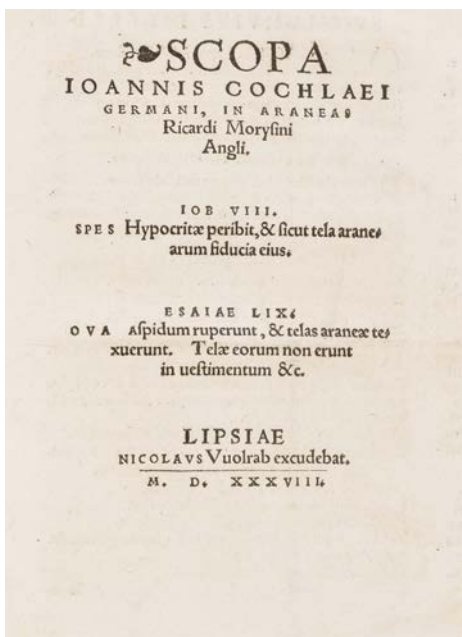 ❧SCOPA
IOANNIS COCHLAEI
GERMANI, IN ARANEAS
Ricardi Moryſini
Angli.
IOB VIII.
SPES Hypocritæ peribit,& ſicut tela arane⸗
arum fiducia eius.
ESAIAE LIX.
OVA Aſpidum ruperunt, & telas araneæ te⸗
xuerunt. Telæ eorum non erunt
in ueſtimentum &c.
LIPSIAE
NICOLAVS Vuolrab excudebat.
M. D. XXXVIII.